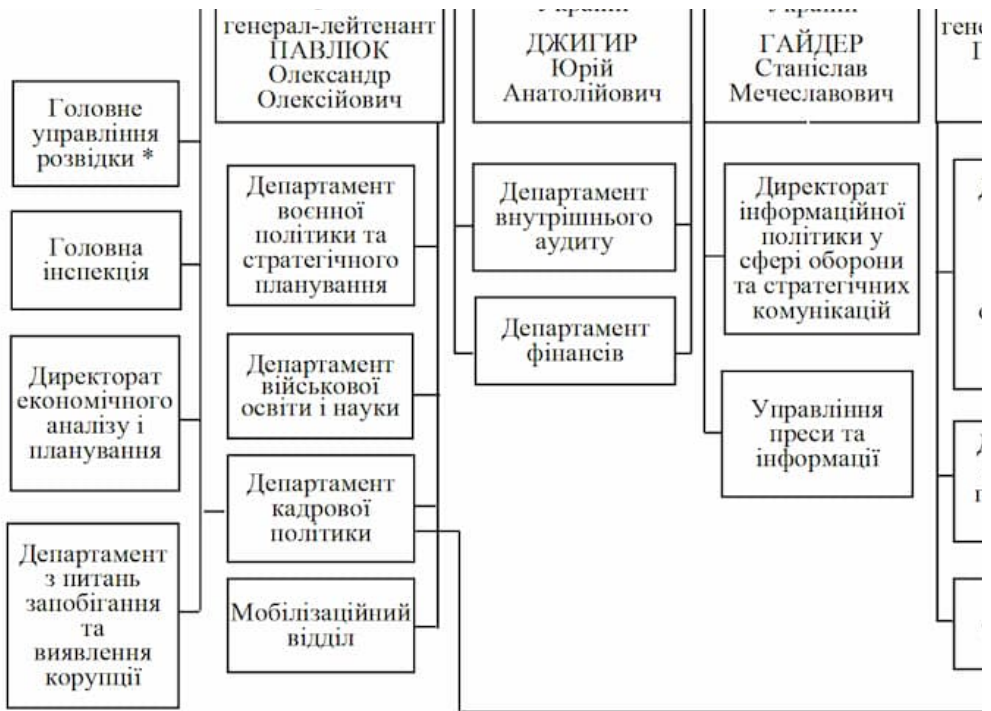 генерал-лейтенант
ПАВЛЮК
Олександр
Олексійович
ДЖИГИР
Юрій
Анатолійович
ГАЙДЕР
Станіслав
Мечеславович
Головне
управління
розвідки *
Головна
інспекція
Директорат
економічного
аналізу і
планування
Департамент
з питань
запобігання
та
виявлення
корупції
Департамент
воєнної
політики та
стратегічного
планування
Департамент
військової
освіти і науки
Департамент
кадрової
політики
Мобілізаційний
відділ
Департамент
внутрішнього
аудиту
Департамент
фінансів
Директорат
інформаційної
політики у
сфері оборони
та стратегічних
комунікацій
Управління
преси та
інформації